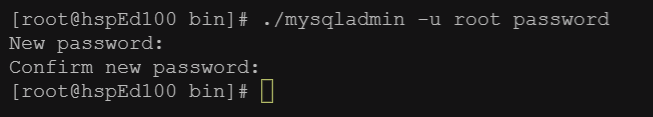 [root@hspEd100 bin]# ./mysqladmin -u root password
New password:
Confirm new password:
[root@hspEd100 bin]#